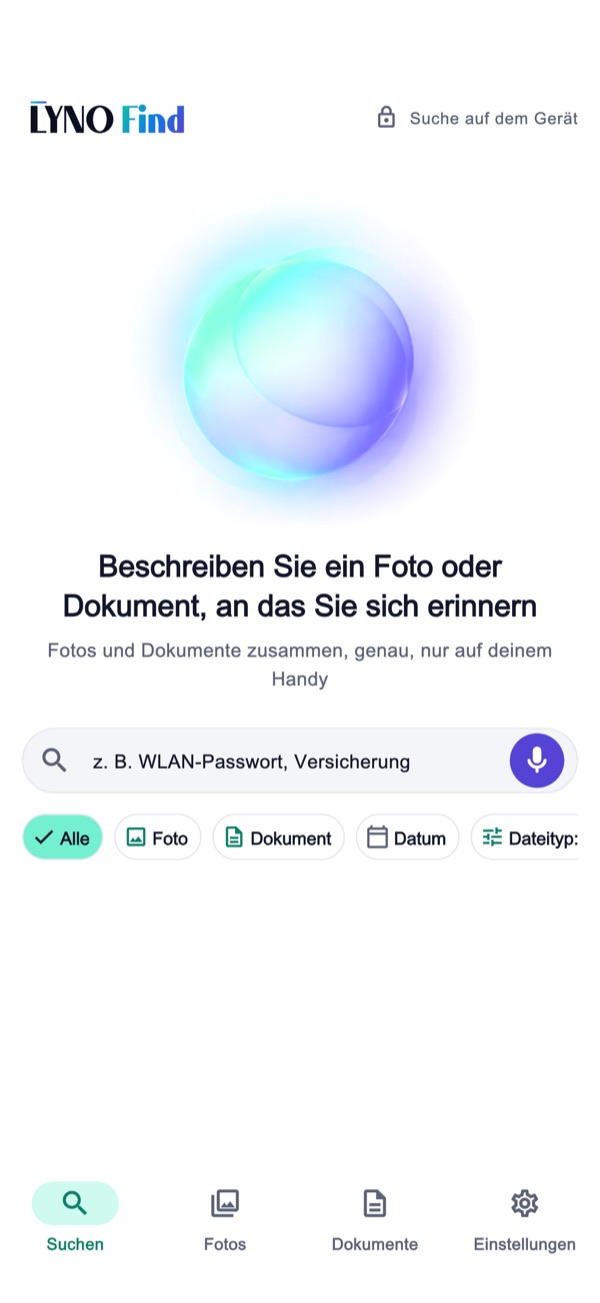 LYNO Find
Suche auf dem Gerät
Beschreiben Sie ein Foto oder
Dokument, an das Sie sich erinnern
Fotos und Dokumente zusammen, genau, nur auf deinem
Handy
z. B. WLAN-Passwort, Versicherung
Alle
Foto
Dokument
Datum
Dateityp:
Suchen
Fotos
Dokumente
Einstellungen